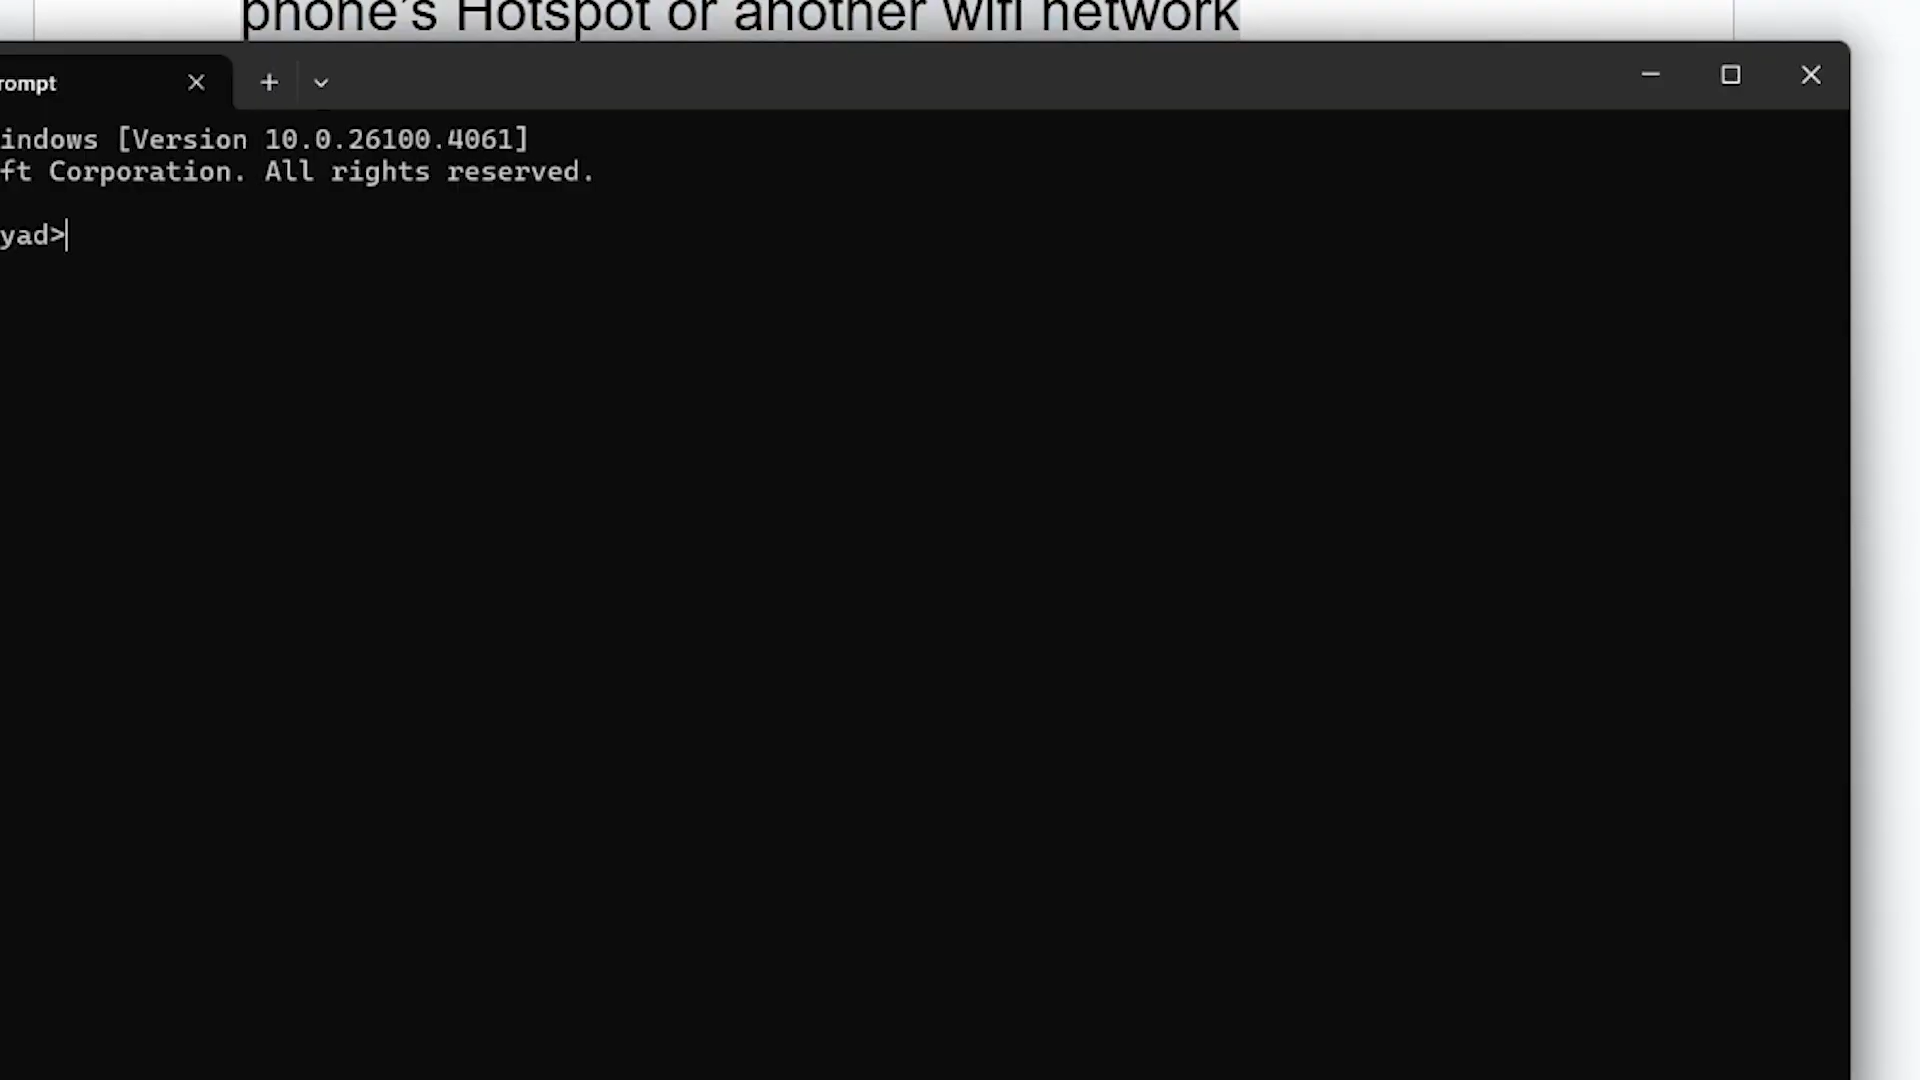 phone's Hotspot or another wifi network
rompt
indows [Version 10.0.26100.4061]
ft Corporation. All rights reserved.
yad>